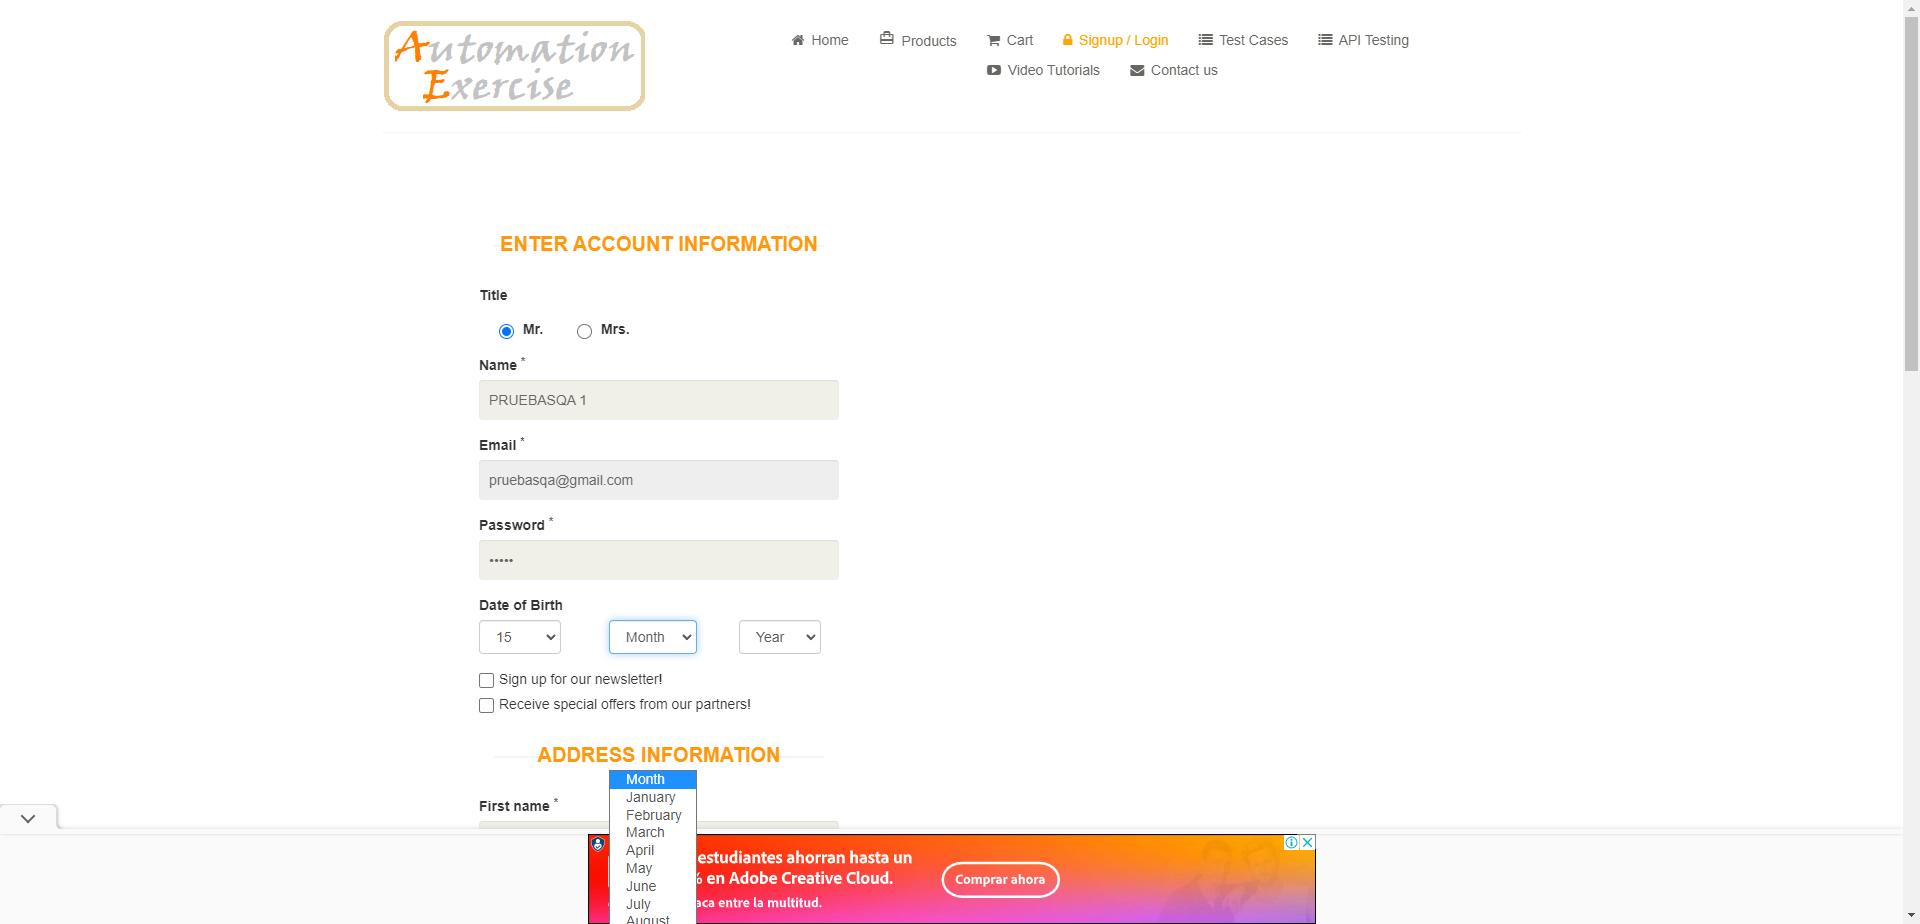 Automation
Exercise
Home
Products
Cart
Signup / Login
Test Cases
API Testing
Video Tutorials
Contact us
ENTER ACCOUNT INFORMATION
Title
Mr.
Mrs.
Name *
PRUEBASQA 1
Email *
pruebasqa@gmail.com
Password *
•••••
Date of Birth
15
Month
Year
Sign up for our newsletter!
Receive special offers from our partners!
ADDRESS INFORMATION
Month
January
February
March
April
May
June
July
August
First name *
estudiantes ahorran hasta un
% en Adobe Creative Cloud.
aca entre la multitud.
Comprar ahora